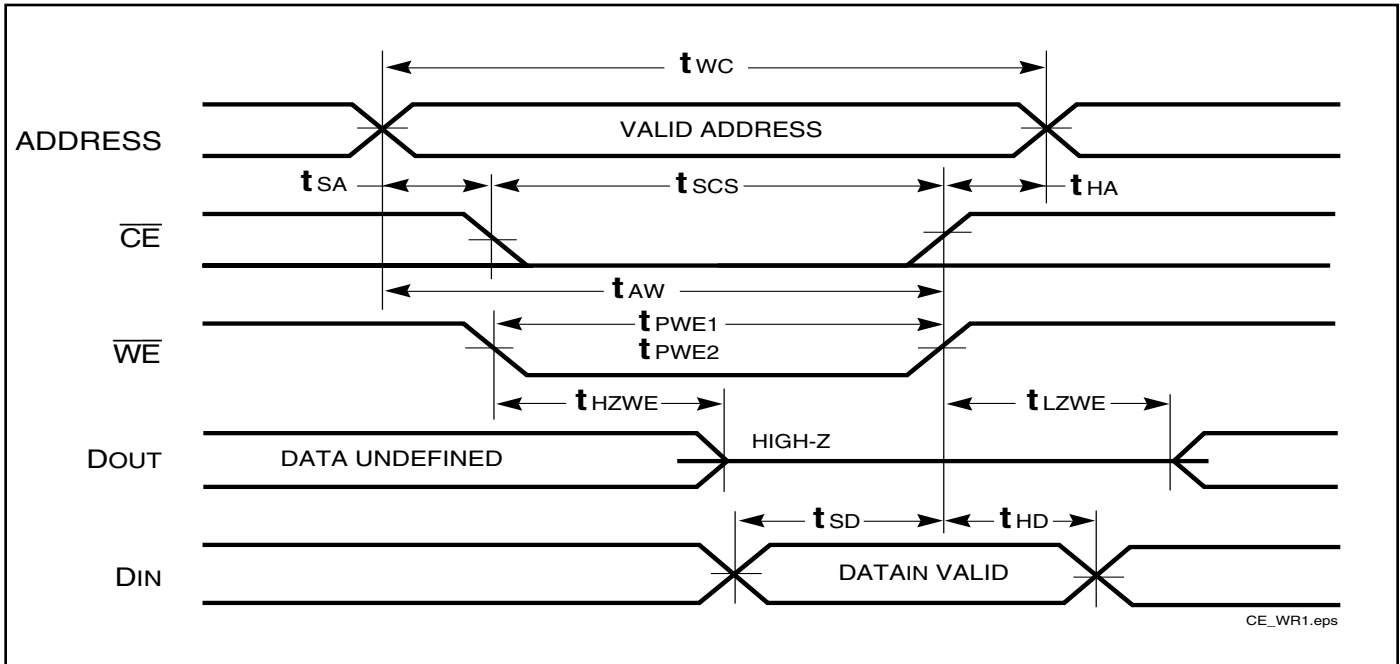 tWC
ADDRESS
VALID ADDRESS
tSA
tSCS
tHA
CE
tAW
tPWE1
WE
tPWE2
tHZWE
tLZWE
HIGH-Z
DOUT
DATA UNDEFINED
tSD
tHD
DIN
DATAIN VALID
CE_WR1.eps